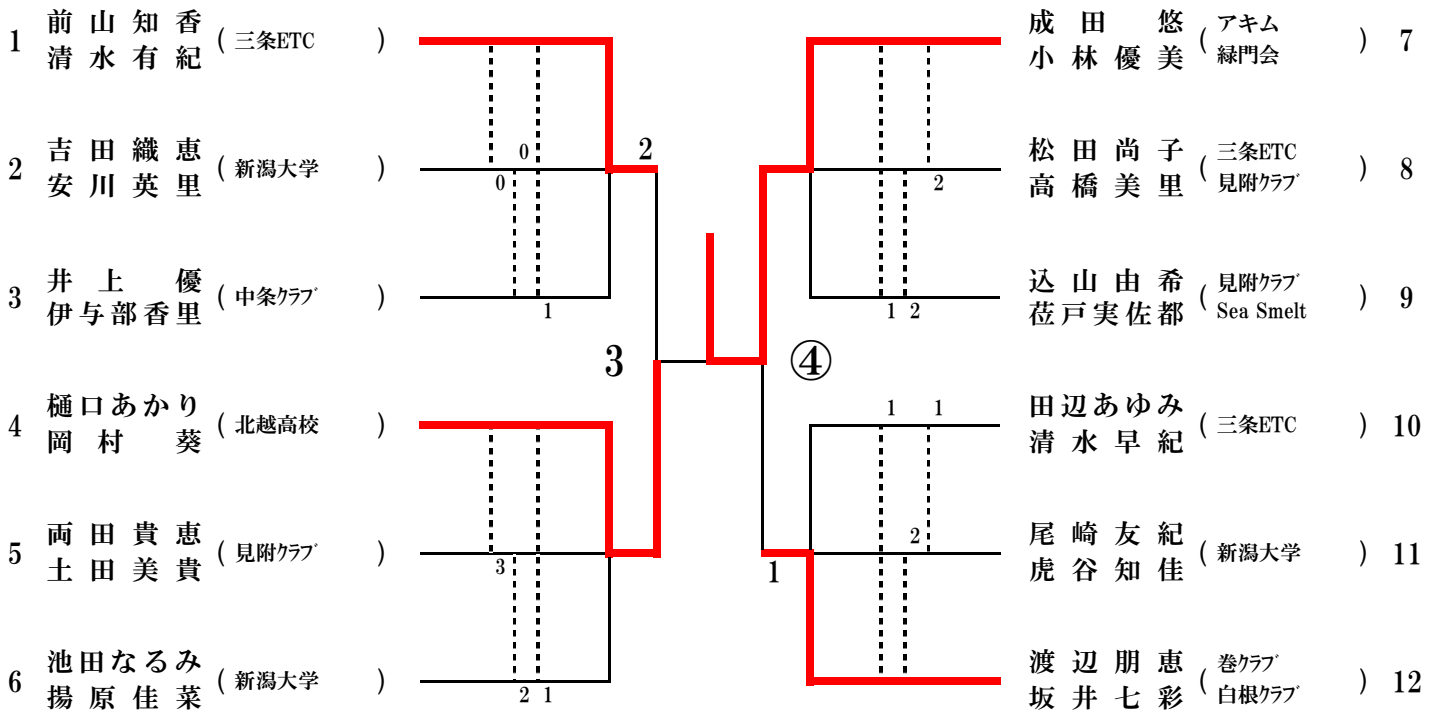 1 前山知香 清水有紀 (三条ETC)
2 吉田織恵 安川英里 (新潟大学)
3 井上優 伊与部香里 (中条クラブ)
4 樋口あかり 岡村葵 (北越高校)
5 両田貴恵 土田美貴 (見附クラブ)
6 池田なるみ 揚原佳菜 (新潟大学)
0
0
2
1
3
3
2 1
④
成田悠 小林優美 (アキム 緑門会) 7
松田尚子 高橋美里 (三条ETC 見附クラブ) 8
込山由希 莅戸実佐都 (見附クラブ Sea Smelt) 9
田辺あゆみ 清水早紀 (三条ETC) 10
尾崎友紀 虎谷知佳 (新潟大学) 11
渡辺朋恵 坂井七彩 (巻クラブ 白根クラブ) 12
2
1 2
1 1
2
1